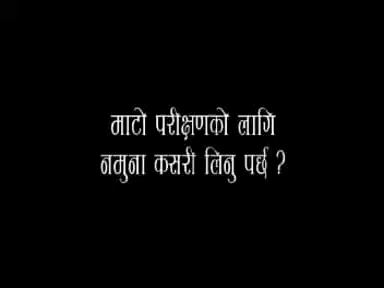 माटो परीक्षणको लागि
नमुना कसरी लिनु पर्छ ?